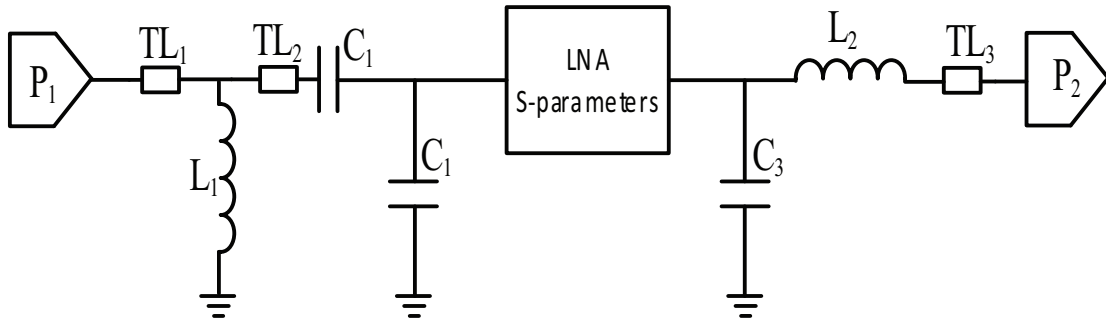 P1
TL1
TL2
C1
L1
C1
LNA
S-parameters
C3
L2
TL3
P2